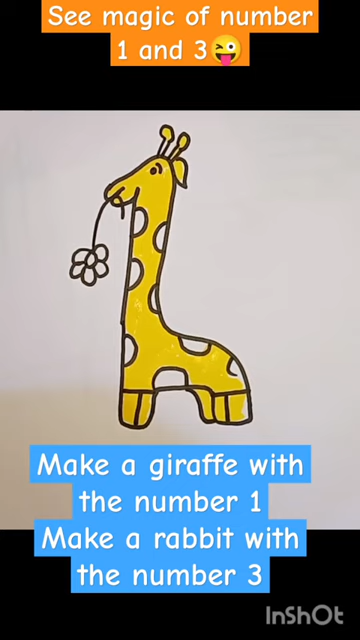 See magic of number
1 and 3😜
Make a giraffe with
the number 1
Make a rabbit with
the number 3
InShOt